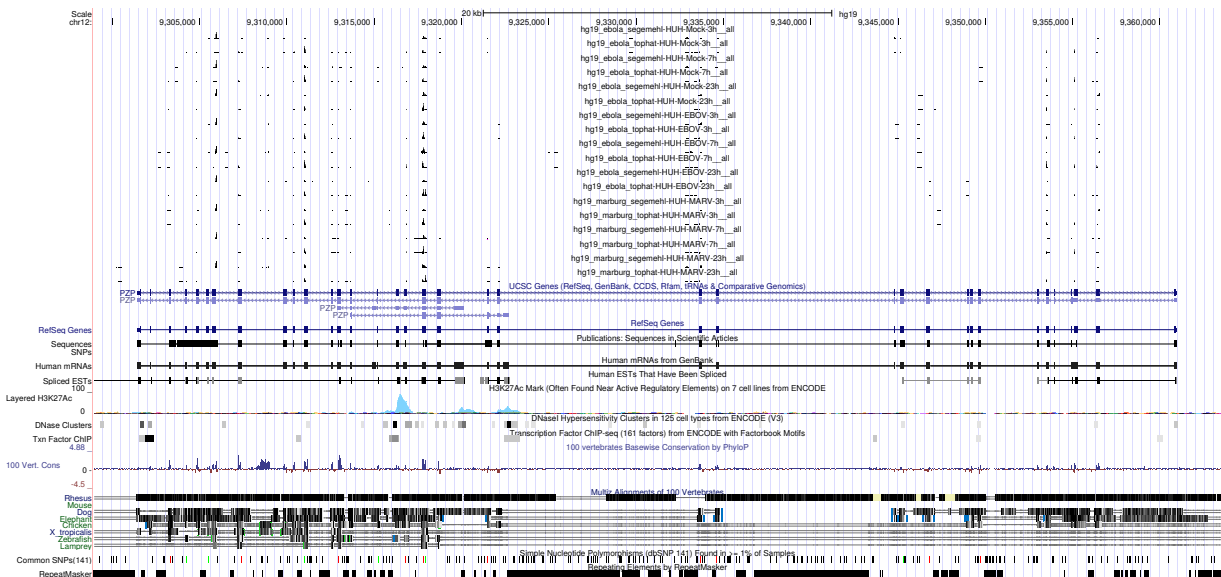 Scale 20 kb hg19
chr12: 9,305,000 9,310,000 9,315,000 9,320,000 9,325,000 9,330,000 9,335,000 9,340,000 9,345,000 9,350,000 9,355,000 9,360,000
hg19_ebola_segemehl-HUH-Mock-3h__all
hg19_ebola_tophat-HUH-Mock-3h__all
hg19_ebola_segemehl-HUH-Mock-7h__all
hg19_ebola_tophat-HUH-Mock-7h__all
hg19_ebola_segemehl-HUH-Mock-23h__all
hg19_ebola_tophat-HUH-Mock-23h__all
hg19_ebola_segemehl-HUH-EBOV-3h__all
hg19_ebola_tophat-HUH-EBOV-3h__all
hg19_ebola_segemehl-HUH-EBOV-7h__all
hg19_ebola_tophat-HUH-EBOV-7h__all
hg19_ebola_segemehl-HUH-EBOV-23h__all
hg19_ebola_tophat-HUH-EBOV-23h__all
hg19_marburg_segemehl-HUH-MARV-3h__all
hg19_marburg_tophat-HUH-MARV-3h__all
hg19_marburg_segemehl-HUH-MARV-7h__all
hg19_marburg_tophat-HUH-MARV-7h__all
hg19_marburg_segemehl-HUH-MARV-23h__all
hg19_marburg_tophat-HUH-MARV-23h__all
UCSC Genes (RefSeq, GenBank, CCDS, Rfam, tRNAs & Comparative Genomics)
PZP
PZP
PZP
PZP
RefSeq Genes
RefSeq Genes
Publications: Sequences in Scientific Articles
Sequences
SNPs
Human mRNAs from GenBank
Human mRNAs
Human ESTs That Have Been Spliced
Spliced ESTs
H3K27Ac Mark (Often Found Near Active Regulatory Elements) on 7 cell lines from ENCODE
100
Layered H3K27Ac
0
DNaseI Hypersensitivity Clusters in 125 cell types from ENCODE (V3)
DNase Clusters
Transcription Factor ChIP-seq (161 factors) from ENCODE with Factorbook Motifs
Txn Factor ChIP
100 vertebrates Basewise Conservation by PhyloP
4.88
100 Vert. Cons
0
-4.5
Multiz Alignments of 100 Vertebrates
Rhesus
Mouse
Dog
Elephant
Chicken
X_tropicalis
Zebrafish
Lamprey
Simple Nucleotide Polymorphisms (dbSNP 141) Found in >= 1% of Samples
Common SNPs(141)
Repeating Elements by RepeatMasker
RepeatMasker